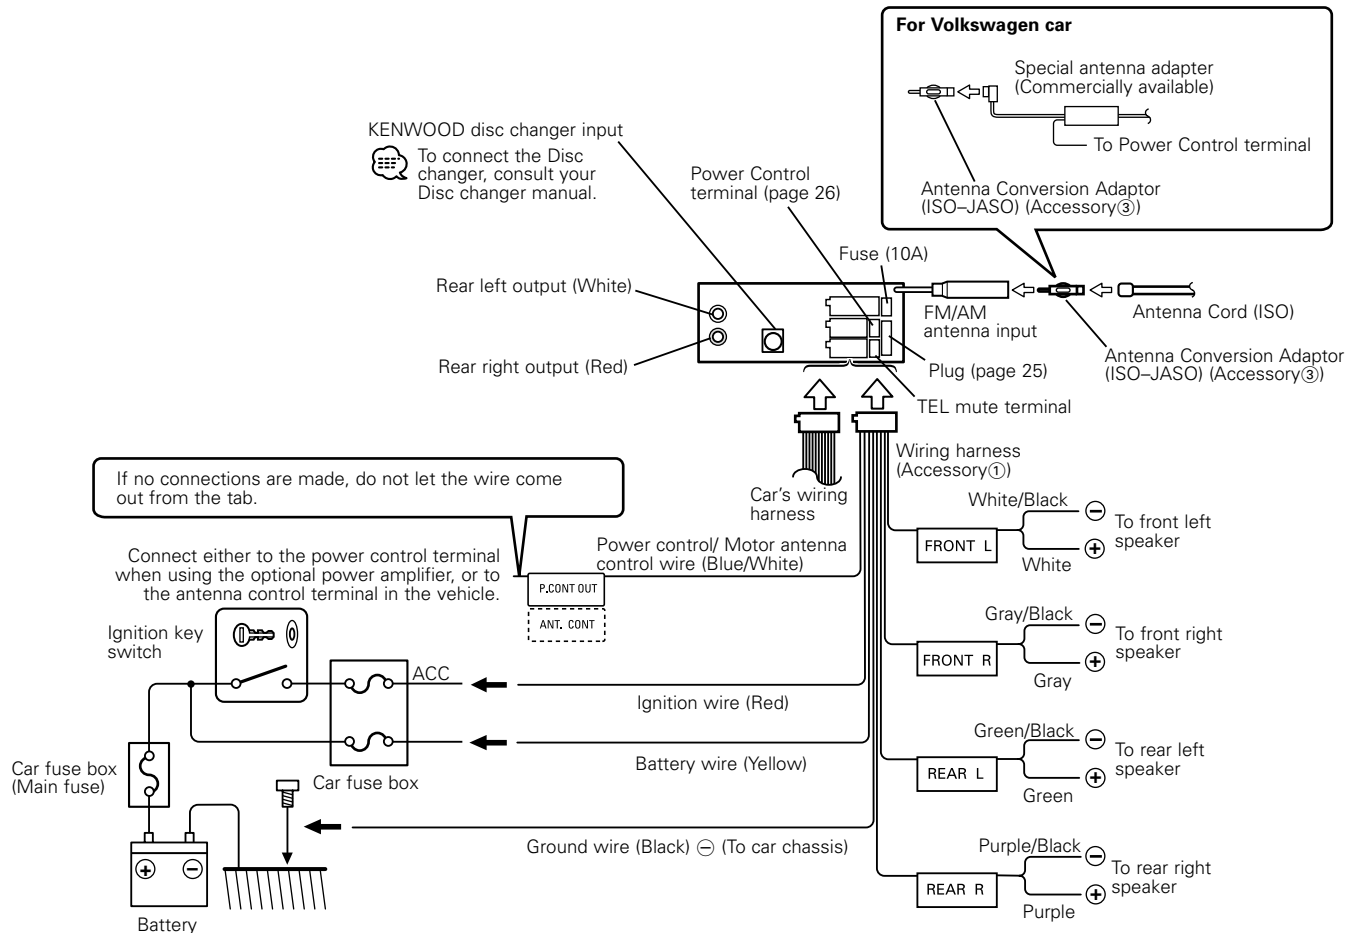 For Volkswagen car
Special antenna adapter
(Commercially available)
To Power Control terminal
Antenna Conversion Adaptor
(ISO–JASO) (Accessory③)
KENWOOD disc changer input
To connect the Disc
changer, consult your
Disc changer manual.
Power Control
terminal (page 26)
Fuse (10A)
Rear left output (White)
Rear right output (Red)
FM/AM
antenna input
Antenna Cord (ISO)
Antenna Conversion Adaptor
(ISO–JASO) (Accessory③)
Plug (page 25)
TEL mute terminal
Wiring harness
(Accessory①)
Car's wiring
harness
If no connections are made, do not let the wire come
out from the tab.
Connect either to the power control terminal
when using the optional power amplifier, or to
the antenna control terminal in the vehicle.
Power control/ Motor antenna
control wire (Blue/White)
P.CONT OUT
ANT. CONT
Ignition key
switch
ACC
Ignition wire (Red)
Battery wire (Yellow)
Car fuse box
(Main fuse)
Car fuse box
Ground wire (Black) ⊖ (To car chassis)
⊕ ⊖
Battery
White/Black
⊖
FRONT L
To front left
speaker
⊕
White
Gray/Black
⊖
FRONT R
To front right
speaker
⊕
Gray
Green/Black
⊖
REAR L
To rear left
speaker
⊕
Green
Purple/Black
⊖
REAR R
To rear right
speaker
⊕
Purple